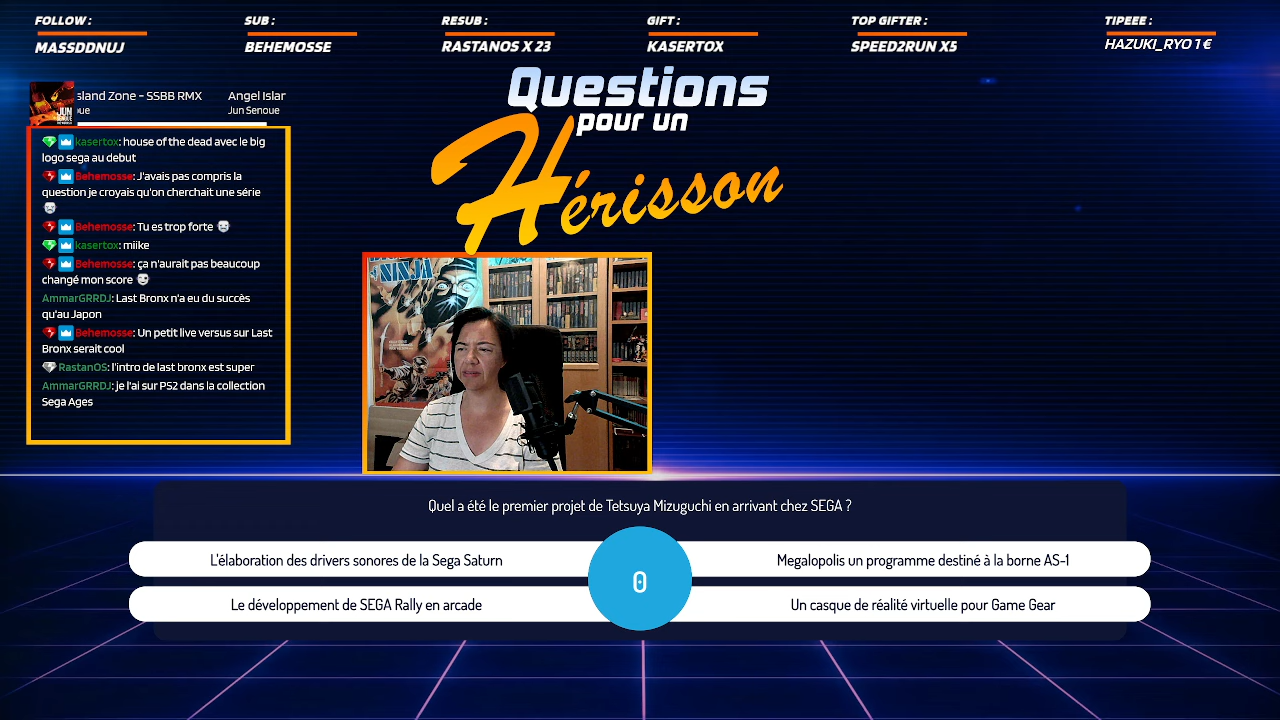 FOLLOW :
MASSDDNUJ
SUB :
BEHEMOSSE
RESUB :
RASTANOS X 23
GIFT :
KASERTOX
TOP GIFTER :
SPEED2RUN X5
TIPEEE :
HAZUKI_RYO 1 €
Questions
pour un
Hérisson
sland Zone - SSBB RMX Angel Islar
oue Jun Senoue
kasertox: house of the dead avec le big
logo sega au debut
Behemosse: J'avais pas compris la
question je croyais qu'on cherchait une série
Behemosse: Tu es trop forte
kasertox: miike
Behemosse: ça n'aurait pas beaucoup
changé mon score
AmmarGRRDJ: Last Bronx n'a eu du succès
qu'au Japon
Behemosse: Un petit live versus sur Last
Bronx serait cool
RastanOS: l'intro de last bronx est super
AmmarGRRDJ: je l'ai sur PS2 dans la collection
Sega Ages
NINJA
Quel a été le premier projet de Tetsuya Mizuguchi en arrivant chez SEGA ?
L'élaboration des drivers sonores de la Sega Saturn
Megalopolis un programme destiné à la borne AS-1
0
Le développement de SEGA Rally en arcade
Un casque de réalité virtuelle pour Game Gear